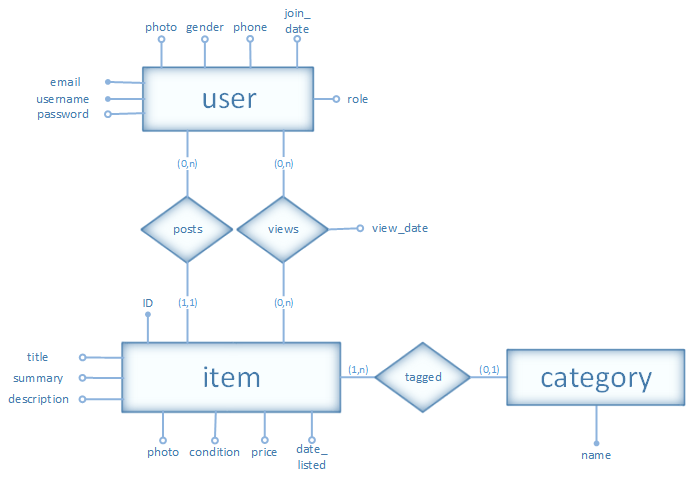 join_
date
photo
gender
phone
email
username
password
user
role
(0,n)
(0,n)
posts
views
view_date
ID
(1,1)
(0,n)
title
summary
description
item
(1,n)
tagged
(0,1)
category
photo
condition
price
date_
listed
name